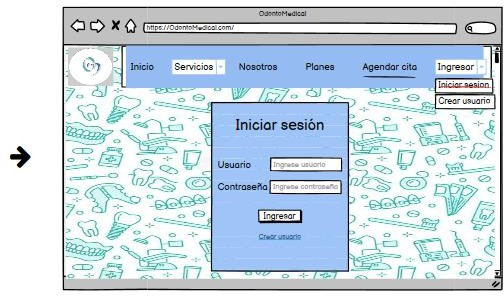 OdontoMedical
https://OdontoMedical.com/
Inicio Servicios Nosotros Planes Agendar cita Ingresar
Iniciar sesion
Crear usuario
Iniciar sesión
Usuario Ingrese usuario
Contraseña Ingrese contraseña
Ingresar
Crear usuario